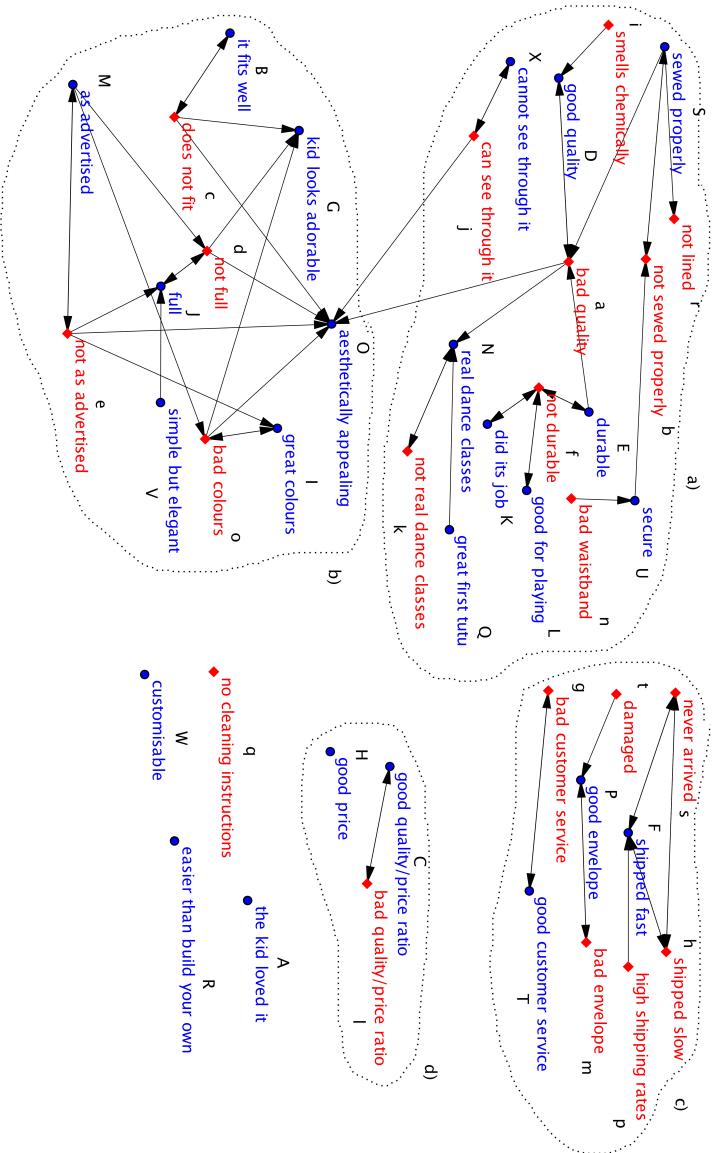 a)
S
sewed properly
r
not lined
b
not sewed properly
U
secure
i
smells chemically
E
durable
n
bad waistband
D
good quality
a
bad quality
f
not durable
L
good for playing
X
cannot see through it
K
did its job
N
real dance classes
Q
great first tutu
j
can see through it
k
not real dance classes
b)
O
aesthetically appealing
G
kid looks adorable
I
great colours
B
it fits well
d
not full
o
bad colours
c
does not fit
J
full
V
simple but elegant
M
as advertised
e
not as advertised
c)
s
never arrived
h
shipped slow
F
shipped fast
p
high shipping rates
t
damaged
P
good envelope
m
bad envelope
g
bad customer service
T
good customer service
d)
C
good quality/price ratio
l
bad quality/price ratio
H
good price
A
the kid loved it
q
no cleaning instructions
R
easier than build your own
W
customisable